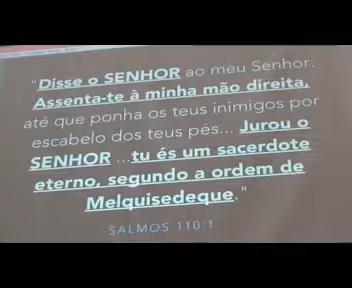 "Disse o SENHOR ao meu Senhor:
Assenta-te à minha mão direita,
até que ponha os teus inimigos por
escabelo dos teus pés... Jurou o
SENHOR ...tu és um sacerdote
eterno, segundo a ordem de
Melquisedeque."
SALMOS 110:1